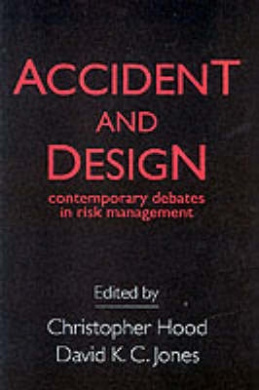 ACCIDENT
AND
DESIGN
contemporary debates
in risk management
Edited by
Christopher Hood
David K. C. Jones